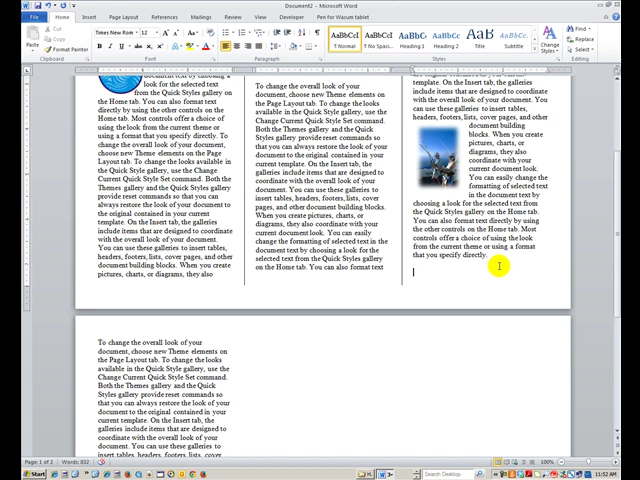 Document2 - Microsoft Word
File Home Insert Page Layout References Mailings Review View Developer Pen for Wacum tablet
Cut
Copy
Format Painter
Paste
Clipboard
Times New Rom 12
Font
Paragraph
AaBbCcI AaBbCcI AaBbC AaBbCc AaB AaBbCc.
¶ Normal ¶ No Spaci... Heading 1 Heading 2 Title Subtitle
Change Styles
Styles
Find
Replace
Select
Editing
document text by choosing a
look for the selected text
from the Quick Styles gallery on
the Home tab. You can also format text
directly by using the other controls on the
Home tab. Most controls offer a choice of
using the look from the current theme or
using a format that you specify directly. To
change the overall look of your document,
choose new Theme elements on the Page
Layout tab. To change the looks available in
the Quick Style gallery, use the Change
Current Quick Style Set command. Both the
Themes gallery and the Quick Styles gallery
provide reset commands so that you can
always restore the look of your document to
the original contained in your current
template. On the Insert tab, the galleries
include items that are designed to coordinate
with the overall look of your document.
You can use these galleries to insert tables,
headers, footers, lists, cover pages, and other
document building blocks. When you create
pictures, charts, or diagrams, they also
To change the overall look of your
document, choose new Theme elements on
the Page Layout tab. To change the looks
available in the Quick Style gallery, use the
Change Current Quick Style Set command.
Both the Themes gallery and the Quick
Styles gallery provide reset commands so
that you can always restore the look of your
document to the original contained in your
current template. On the Insert tab, the
galleries include items that are designed to
coordinate with the overall look of your
document. You can use these galleries to
insert tables, headers, footers, lists, cover
pages, and other document building blocks.
When you create pictures, charts, or
diagrams, they also coordinate with your
current document look. You can easily
change the formatting of selected text in the
document text by choosing a look for the
selected text from the Quick Styles gallery
on the Home tab. You can also format text
template. On the Insert tab, the galleries
include items that are designed to coordinate
with the overall look of your document. You
can use these galleries to insert tables,
headers, footers, lists, cover pages, and other
document building
blocks. When you create
pictures, charts, or
diagrams, they also
coordinate with your
current document look.
You can easily change the
formatting of selected text
in the document text by
choosing a look for the selected text from
the Quick Styles gallery on the Home tab.
You can also format text directly by using
the other controls on the Home tab. Most
controls offer a choice of using the look
from the current theme or using a format
that you specify directly.
To change the overall look of your
document, choose new Theme elements on
the Page Layout tab. To change the looks
available in the Quick Style gallery, use the
Change Current Quick Style Set command.
Both the Themes gallery and the Quick
Styles gallery provide reset commands so
that you can always restore the look of your
document to the original contained in your
current template. On the Insert tab, the
galleries include items that are designed to
coordinate with the overall look of your
document. You can use these galleries to
insert tables, headers, footers, lists, cover
Page: 1 of 2 Words: 832
100%
Start
Search Desktop
11:52 AM